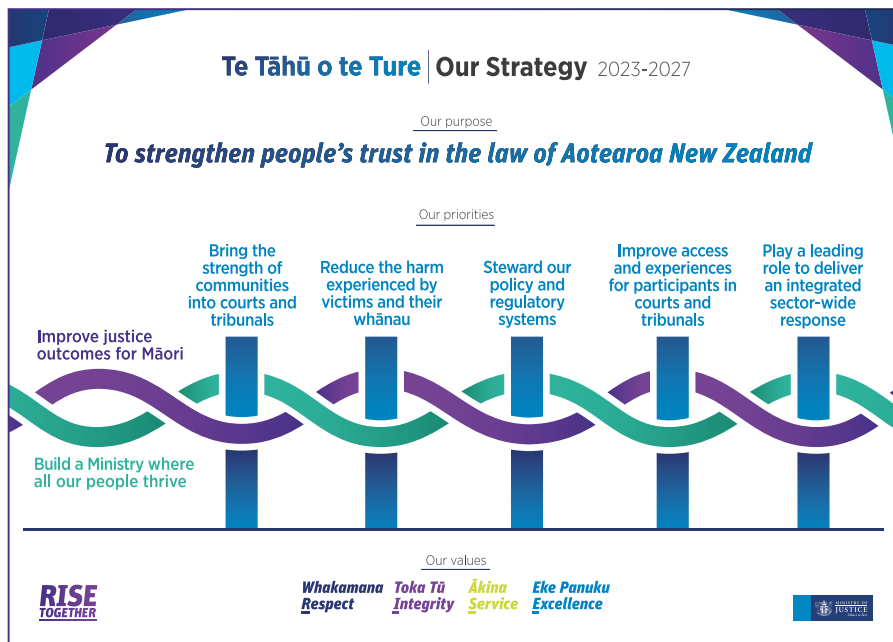 Te Tāhū o te Ture | Our Strategy 2023-2027
Our purpose
To strengthen people's trust in the law of Aotearoa New Zealand
Our priorities
Bring the
strength of
communities
into courts and
tribunals
Reduce the harm
experienced by
victims and their
whānau
Steward our
policy and
regulatory
systems
Improve access
and experiences
for participants in
courts and
tribunals
Play a leading
role to deliver
an integrated
sector-wide
response
Improve justice
outcomes for Māori
Build a Ministry where
all our people thrive
Our values
RISE
TOGETHER
Whakamana
Respect
Toka Tū
Integrity
Ākina
Service
Eke Panuku
Excellence
MINISTRY OF
JUSTICE